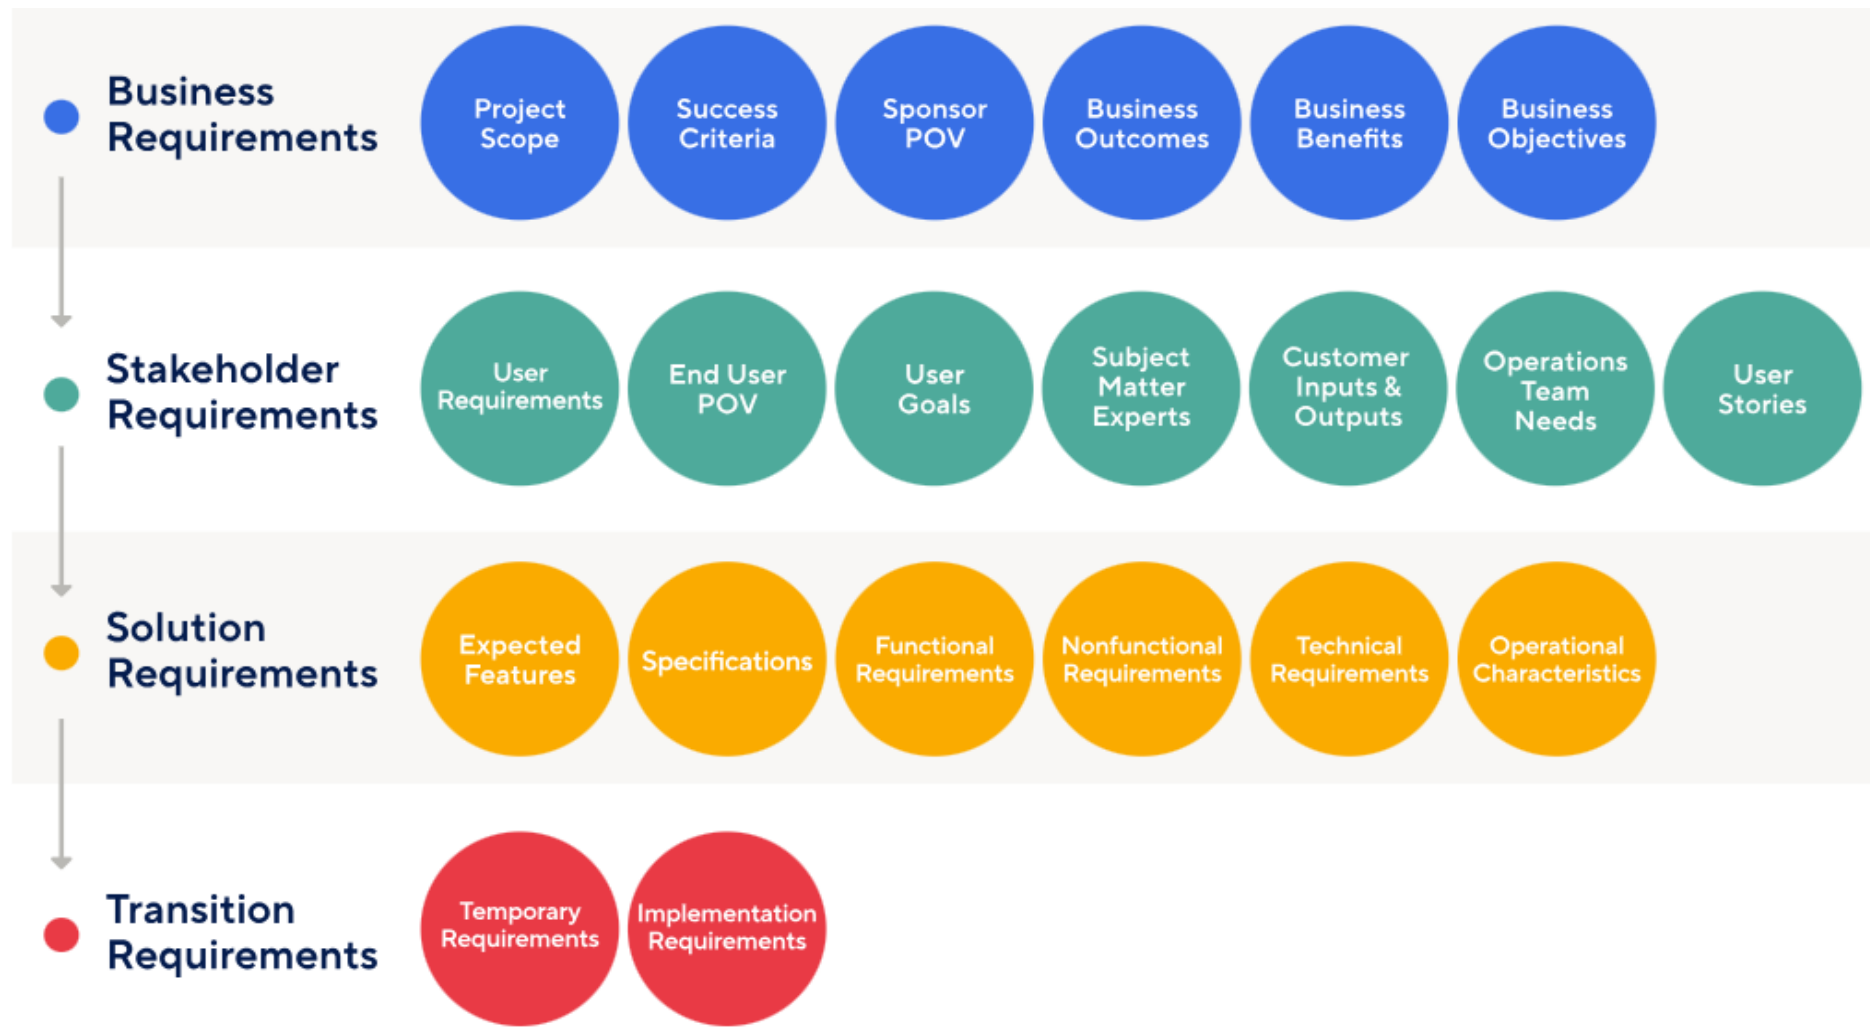 Business
Requirements
Project
Scope
Success
Criteria
Sponsor
POV
Business
Outcomes
Business
Benefits
Business
Objectives
Stakeholder
Requirements
User
Requirements
End User
POV
User
Goals
Subject
Matter
Experts
Customer
Inputs &
Outputs
Operations
Team
Needs
User
Stories
Solution
Requirements
Expected
Features
Specifications
Functional
Requirements
Nonfunctional
Requirements
Technical
Requirements
Operational
Characteristics
Transition
Requirements
Temporary
Requirements
Implementation
Requirements